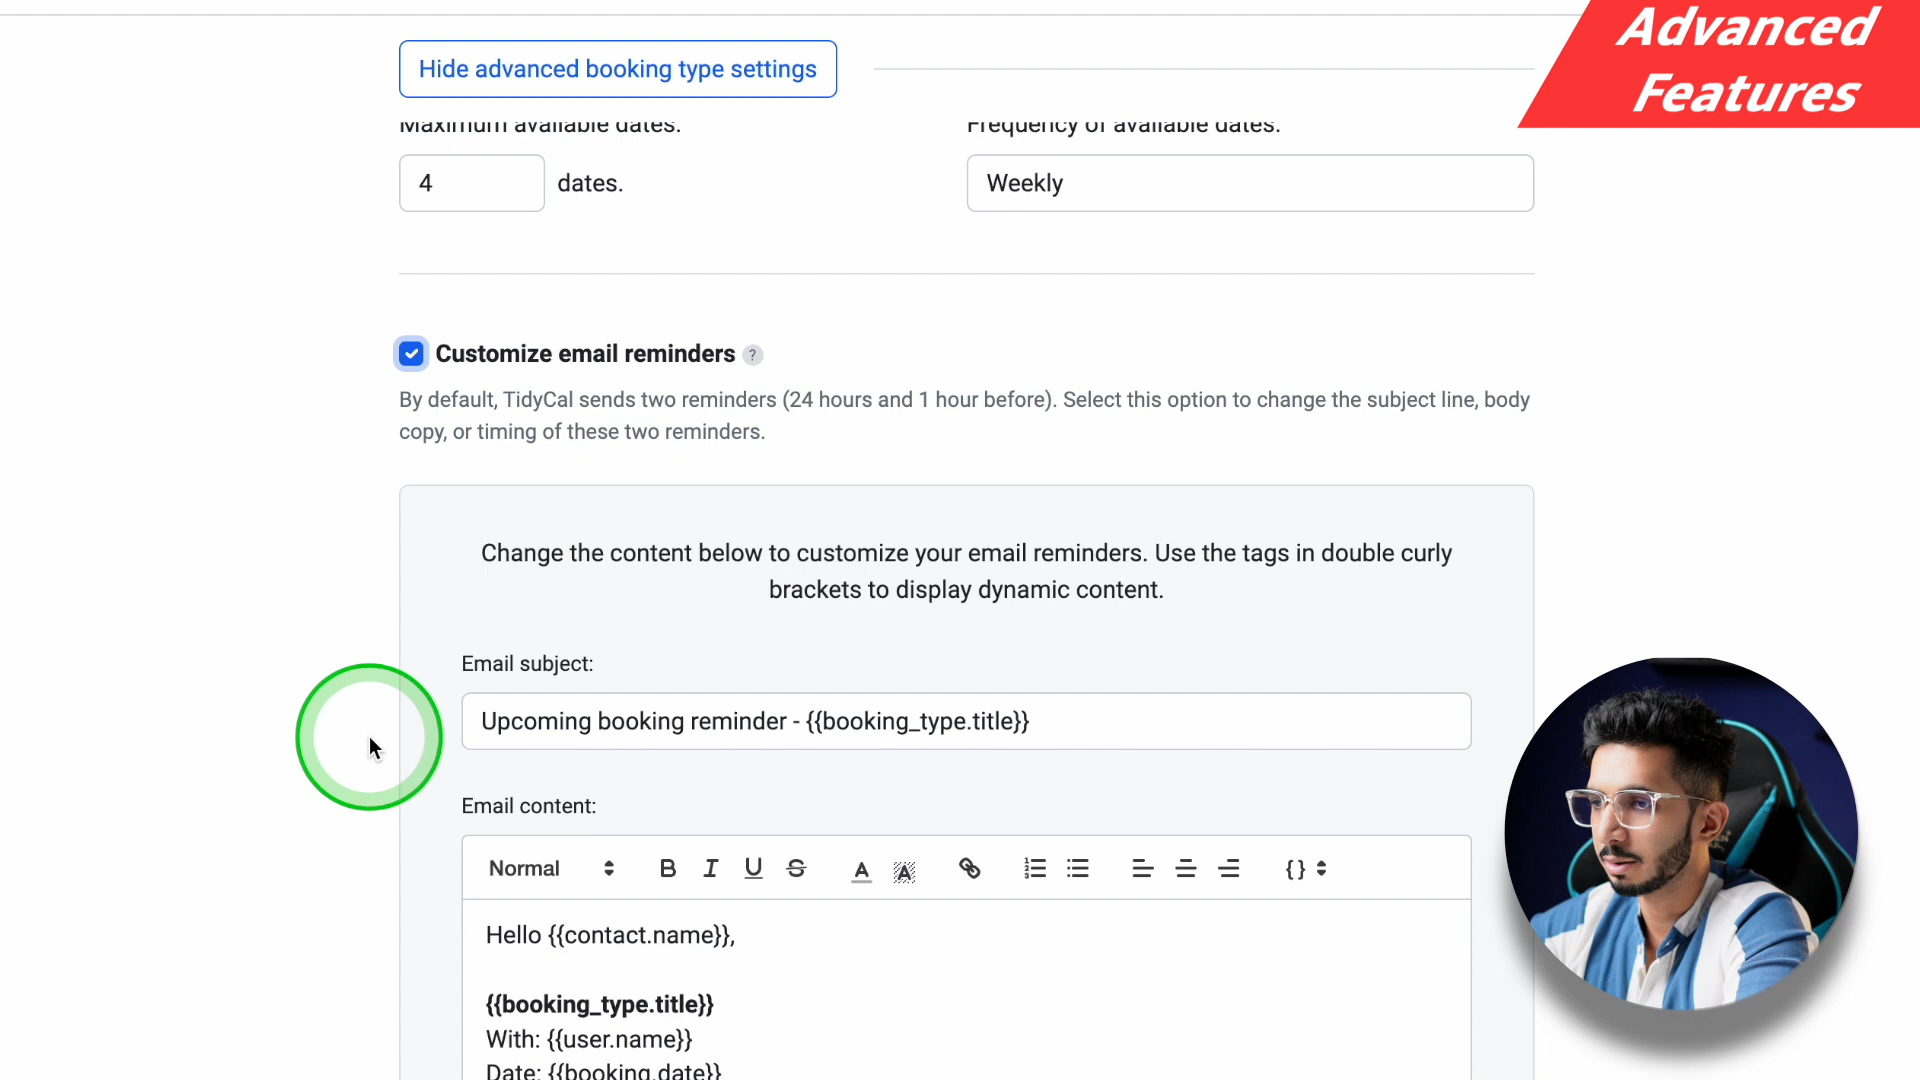 Advanced
Features
Hide advanced booking type settings
Maximum available dates.
Frequency of available dates.
4
dates.
Weekly
Customize email reminders ?
By default, TidyCal sends two reminders (24 hours and 1 hour before). Select this option to change the subject line, body
copy, or timing of these two reminders.
Change the content below to customize your email reminders. Use the tags in double curly
brackets to display dynamic content.
Email subject:
Upcoming booking reminder - {{booking_type.title}}
Email content:
Normal B I U S A A {}
Hello {{contact.name}},
{{booking_type.title}}
With: {{user.name}}
Date: {{booking.date}}